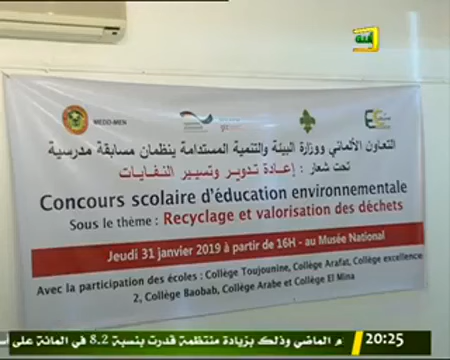 MEDD-MEN
giz
التعاون الألماني ووزارة البيئة والتنمية المستدامة ينظمان مسابقة مدرسية
تحت شعار : إعادة تدوير وتسيير النفايات
Concours scolaire d'éducation environnementale
Sous le thème : Recyclage et valorisation des déchets
Jeudi 31 janvier 2019 à partir de 16H - au Musée National
Avec la participation des écoles : Collège Toujounine, Collège Arafat, Collège excellence
2, Collège Baobab, Collège Arabe et Collège El Mina
م الماضي وذلك بزيادة منتظمة قدرت بنسبة 8.2 في المائة على أس
20:25